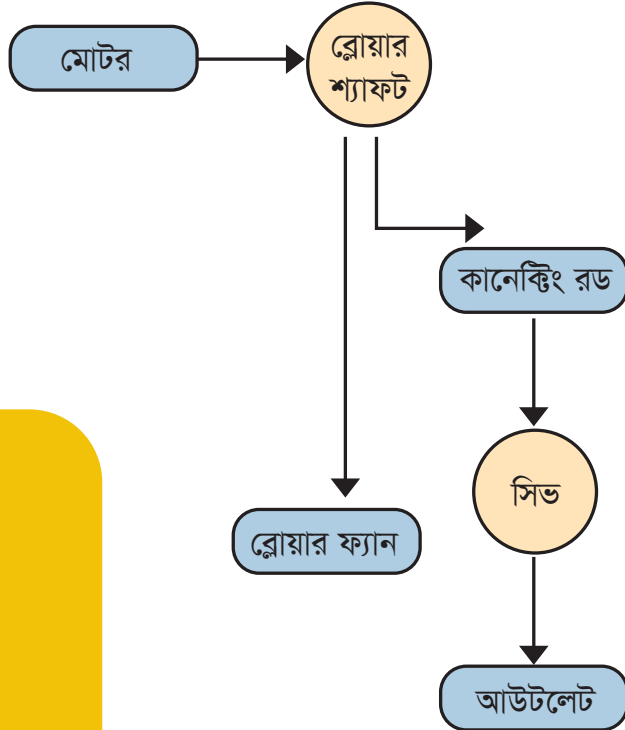 মোটর
ব্লোয়ার
শ্যাফট
কানেক্টিং রড
সিভ
ব্লোয়ার ফ্যান
আউটলেট